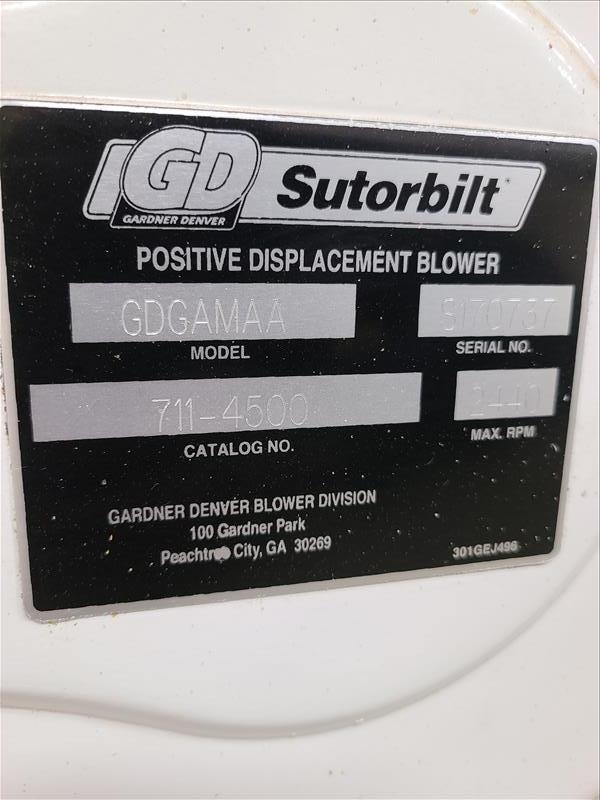 GD
GARDNER DENVER
Sutorbilt
POSITIVE DISPLACEMENT BLOWER
GDGAMAA
S170737
MODEL
SERIAL NO.
711-4500
2440
CATALOG NO.
MAX. RPM
GARDNER DENVER BLOWER DIVISION
100 Gardner Park
Peachtree City, GA 30269
301GEJ496